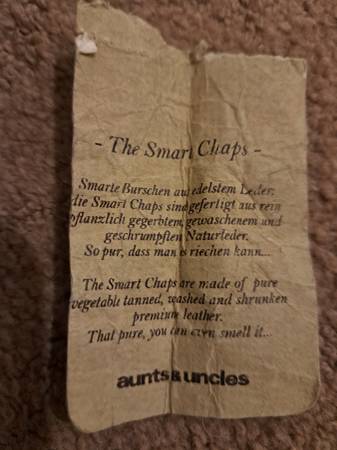 - The Smart Chaps -
Smarte Burschen aus edelstem Leder:
die Smart Chaps sind gefertigt aus rein
pflanzlich gegerbtem, gewaschenem und
geschrumpften Naturleder.
So pur, dass man es riechen kann...
The Smart Chaps are made of pure
vegetable tanned, washed and shrunken
premium leather.
That pure, you can even smell it...
aunts & uncles